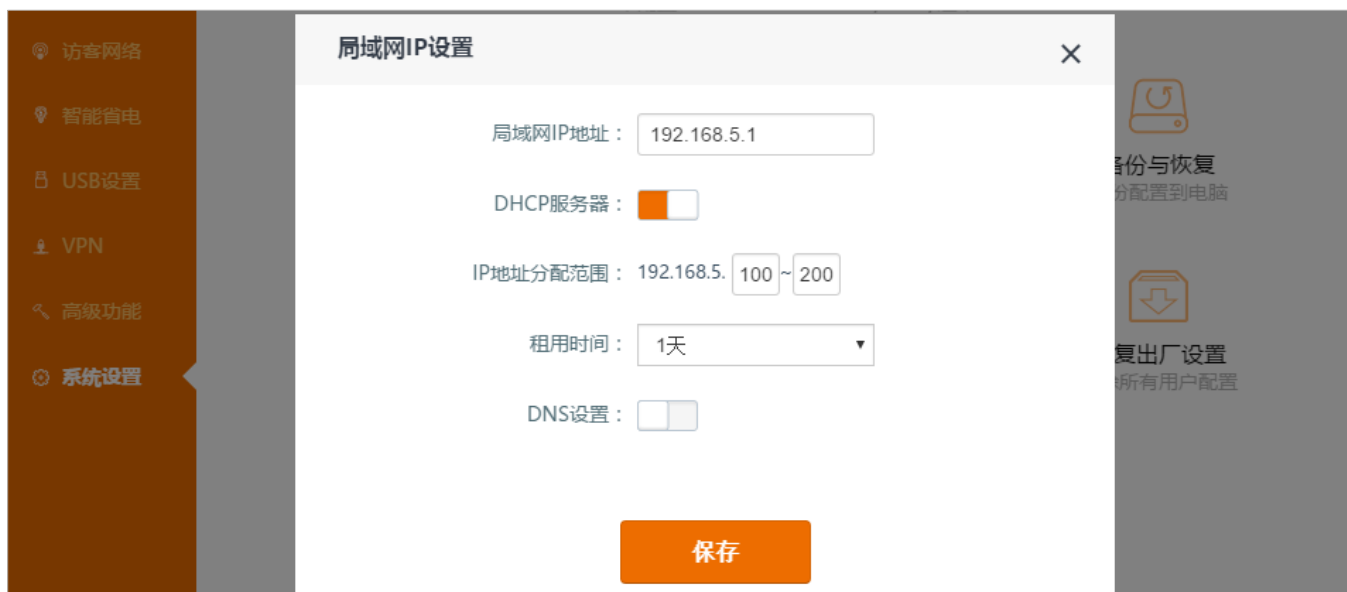 访客网络
智能省电
USB设置
VPN
高级功能
系统设置
局域网IP设置
×
局域网IP地址：
192.168.5.1
DHCP服务器：
IP地址分配范围：
192.168.5. 100 ~ 200
租用时间：
1天
DNS设置：
保存
份与恢复
份配置到电脑
复出厂设置
所有用户配置